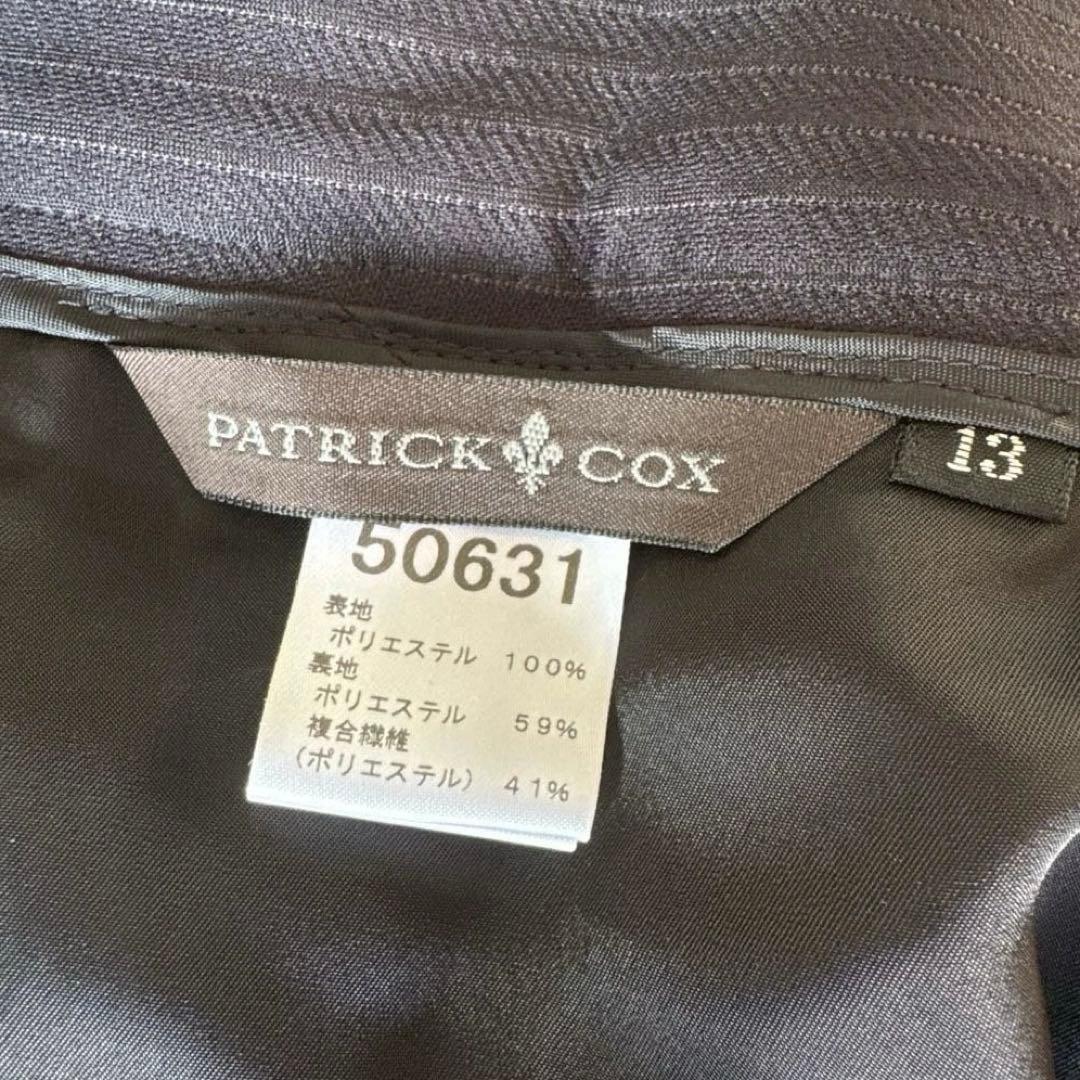 PATRICK COX
13
50631
表地
ポリエステル 100%
裏地
ポリエステル 59%
複合繊維
(ポリエステル) 41%